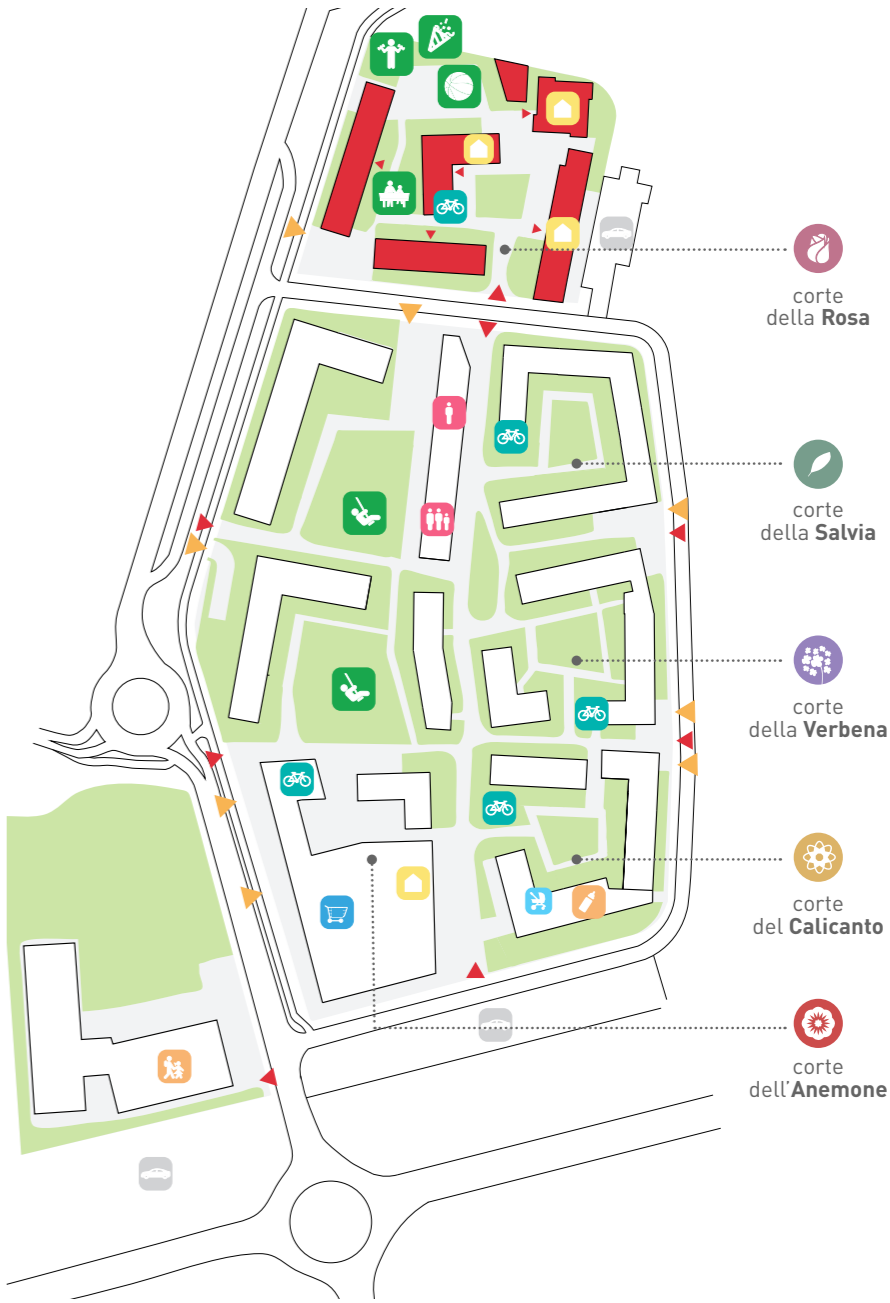 corte
della Rosa
corte
della Salvia
corte
della Verbena
corte
del Calicanto
corte
dell'Anemone